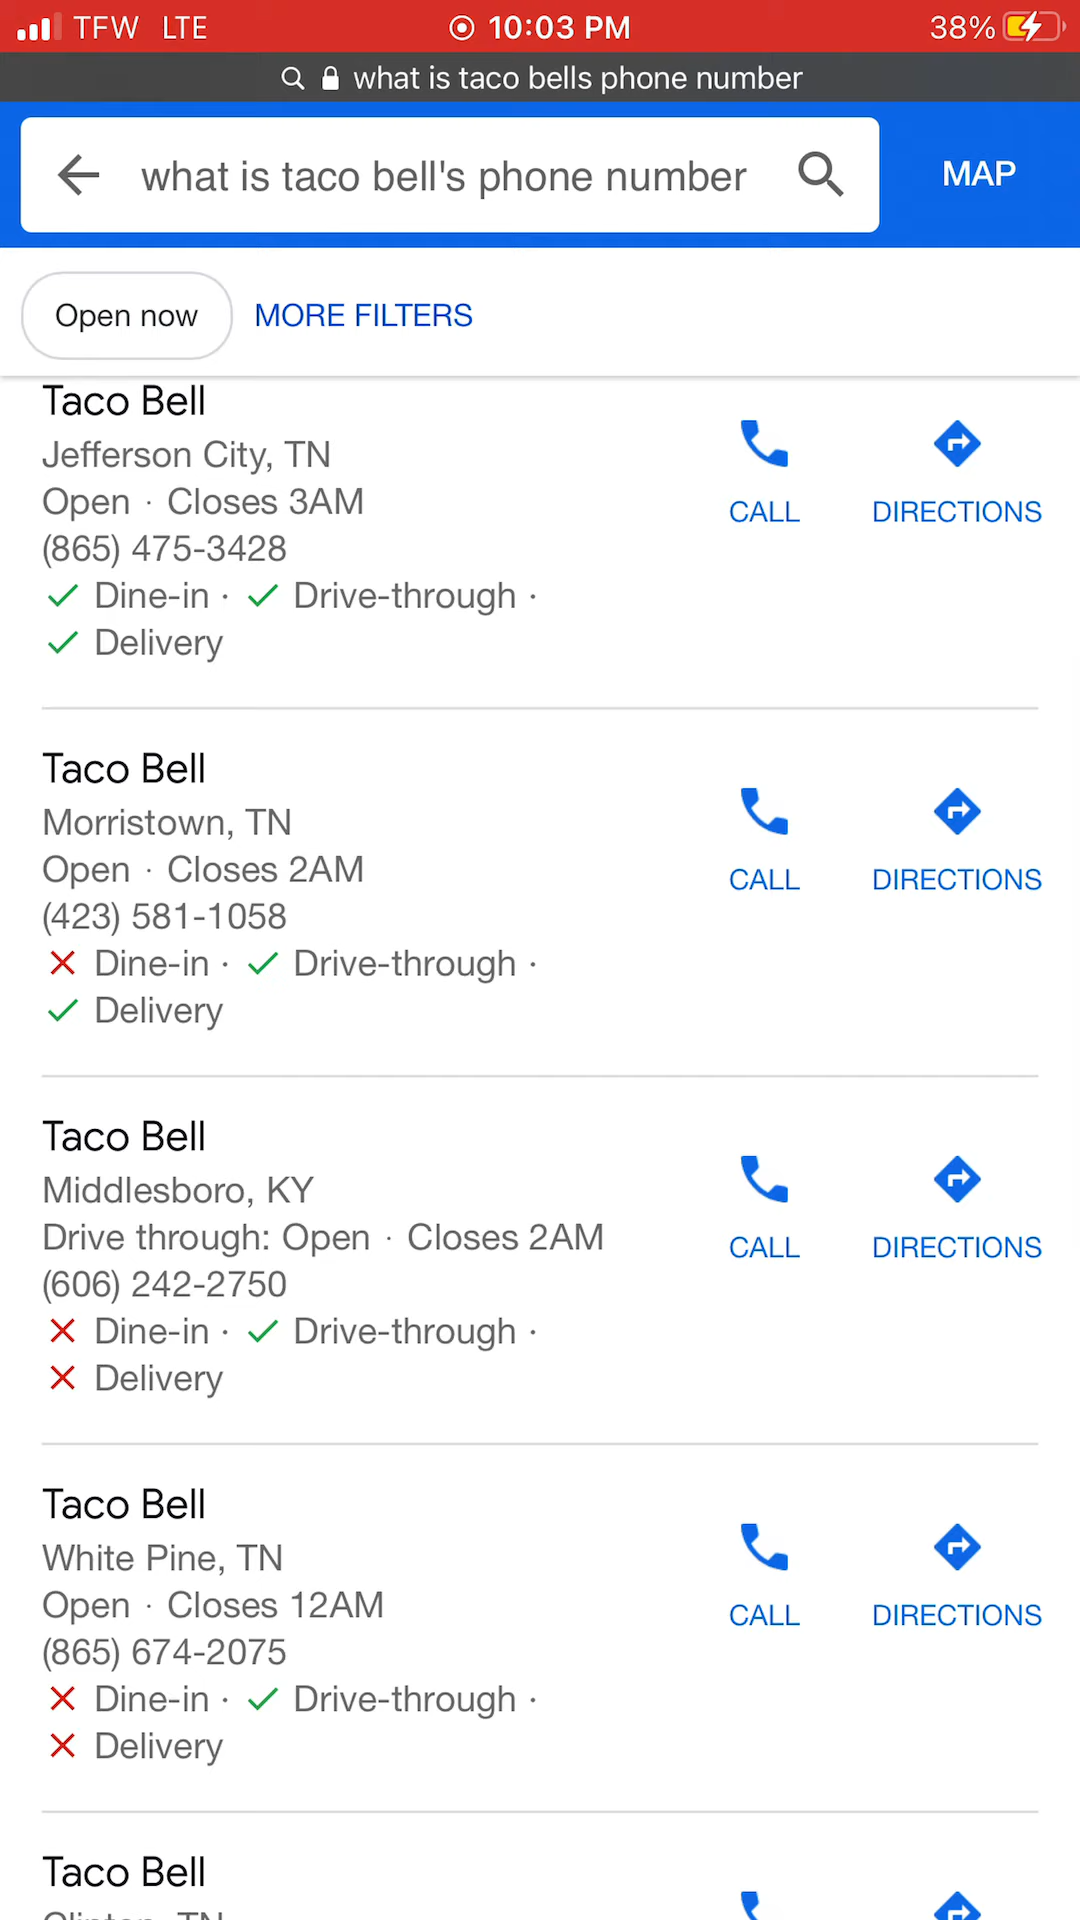 TFW LTE 10:03 PM 38%
what is taco bells phone number
what is taco bell's phone number MAP
Open now MORE FILTERS
Taco Bell
Jefferson City, TN
Open · Closes 3AM
CALL DIRECTIONS
(865) 475-3428
Dine-in · Drive-through ·
Delivery
Taco Bell
Morristown, TN
Open · Closes 2AM
CALL DIRECTIONS
(423) 581-1058
Dine-in · Drive-through ·
Delivery
Taco Bell
Middlesboro, KY
Drive through: Open · Closes 2AM
CALL DIRECTIONS
(606) 242-2750
Dine-in · Drive-through ·
Delivery
Taco Bell
White Pine, TN
Open · Closes 12AM
CALL DIRECTIONS
(865) 674-2075
Dine-in · Drive-through ·
Delivery
Taco Bell
Clinton, TN